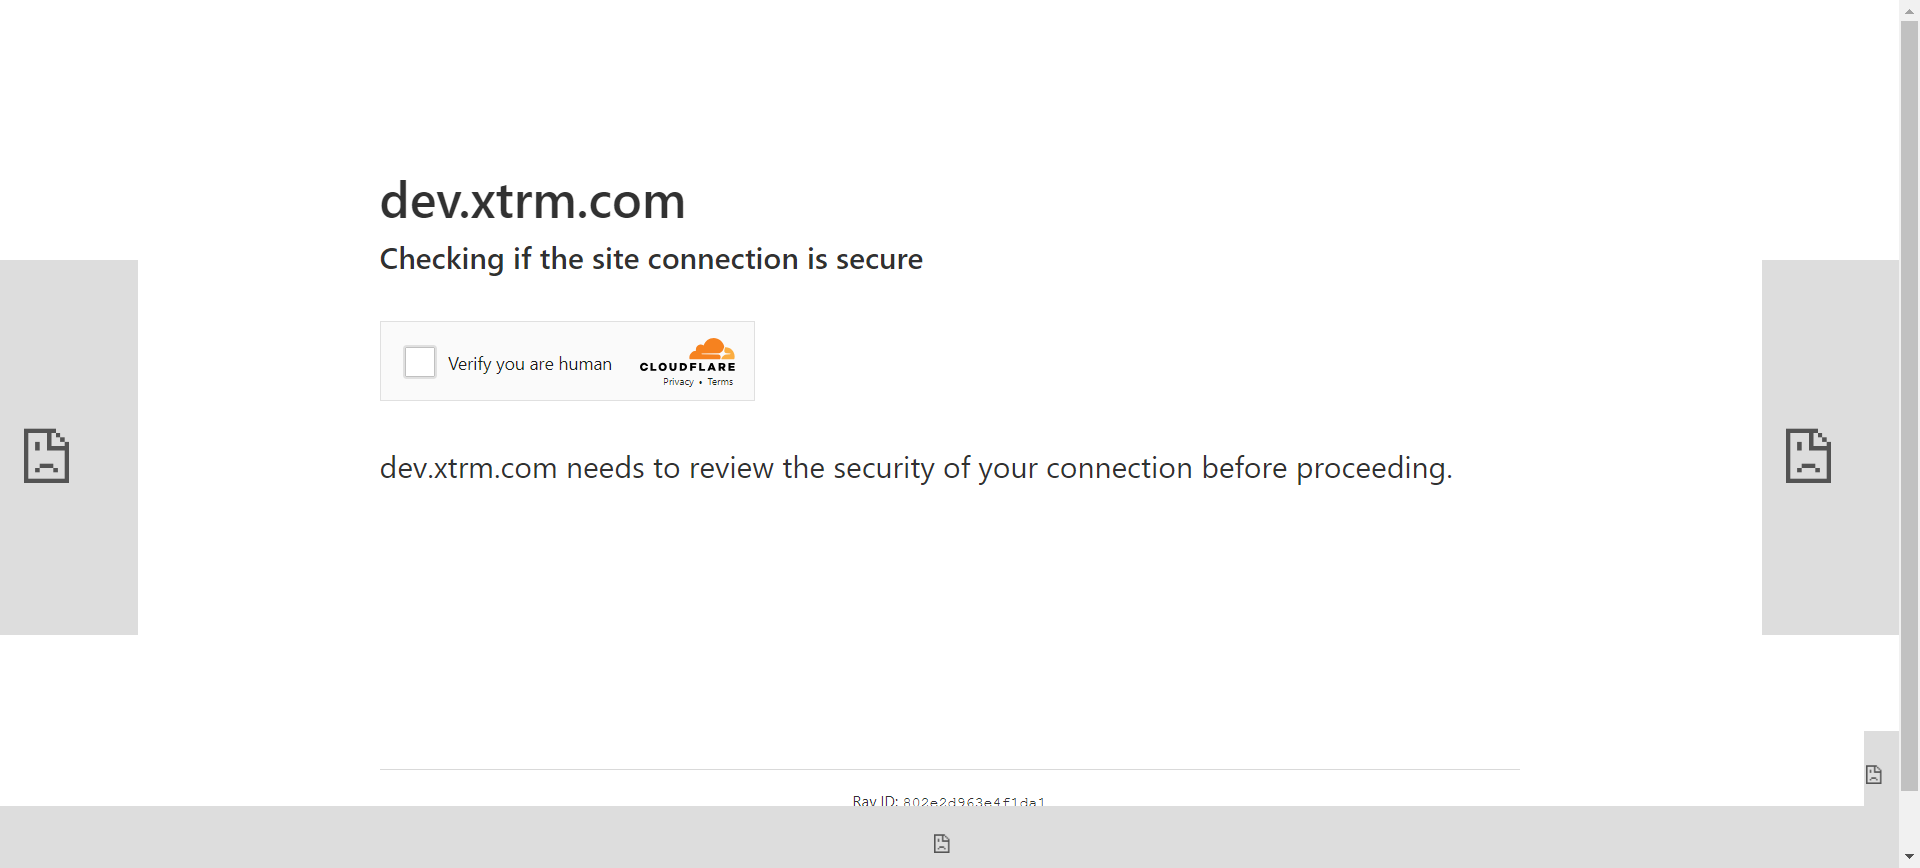 dev.xtrm.com
Checking if the site connection is secure
Verify you are human
CLOUDFLARE
Privacy • Terms
dev.xtrm.com needs to review the security of your connection before proceeding.
Ray ID: 802e2d963e4f1da1